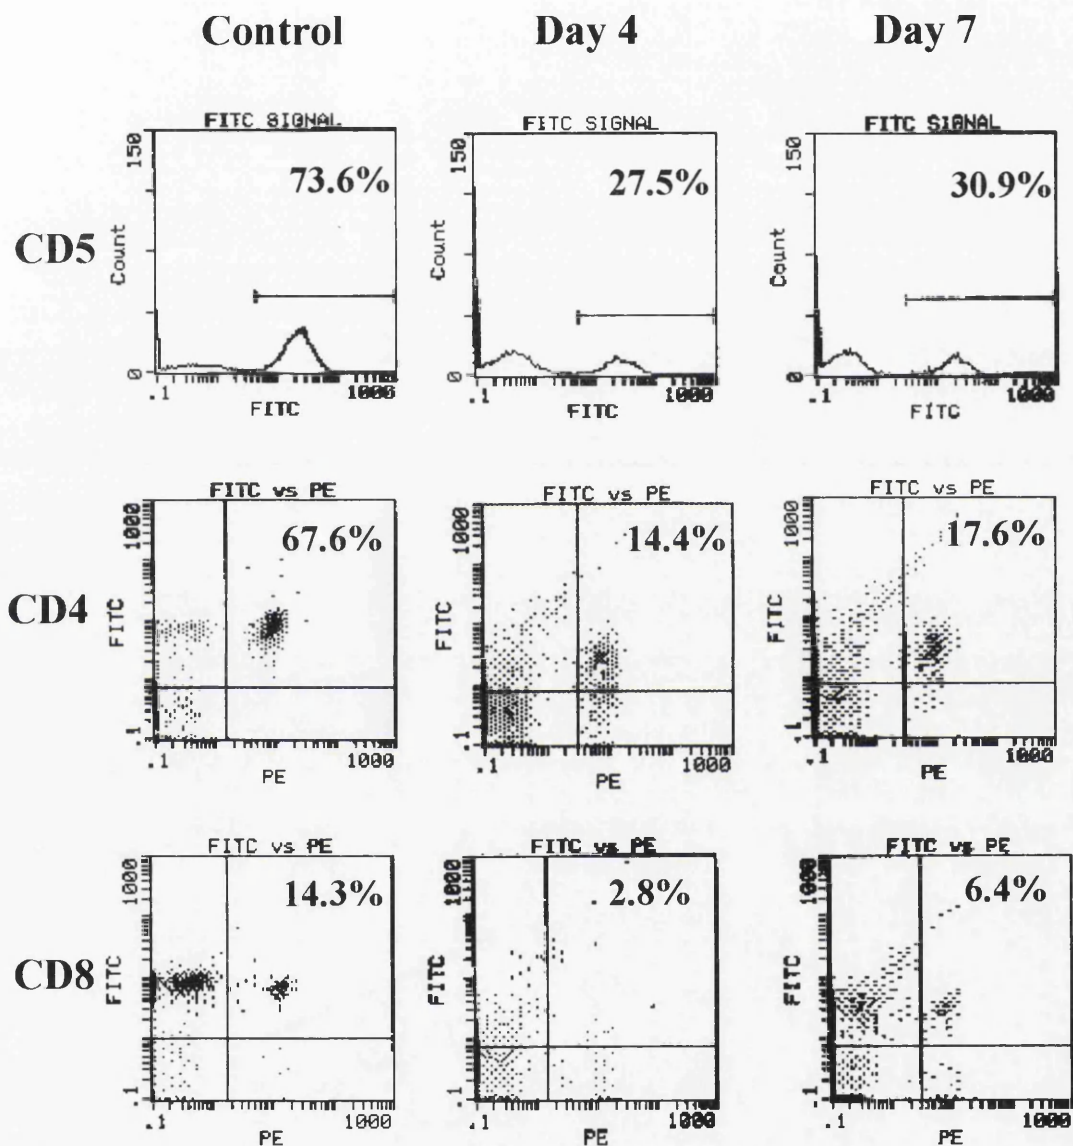 Control Day 4 Day 7
FITC SIGNAL FITC SIGNAL FITC SIGNAL
CD5
150 73.6% 150 27.5% 150 30.9%
Count Count Count
0 0 0
.1 1000 .1 1000 .1 1000
FITC FITC FITC
FITC vs PE FITC vs PE FITC vs PE
CD4
1000 67.6% 1000 14.4% 1000 17.6%
FITC FITC FITC
.1 .1 .1
.1 1000 .1 1000 .1 1000
PE PE PE
FITC vs PE FITC vs PE FITC vs PE
CD8
1000 14.3% 1000 2.8% 1000 6.4%
FITC FITC FITC
.1 .1 .1
.1 1000 .1 1000 .1 1000
PE PE PE